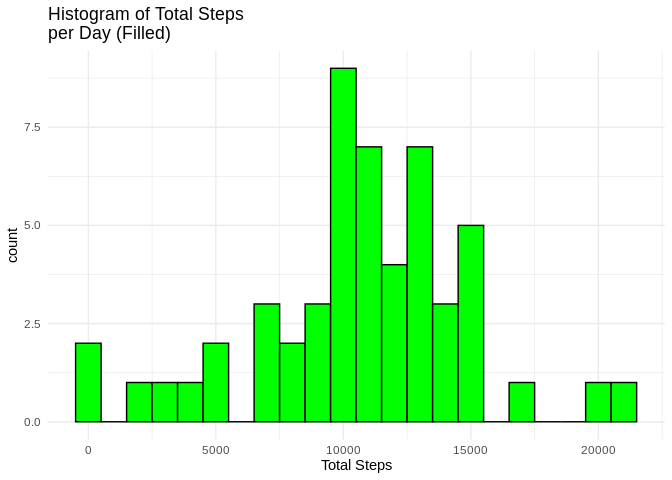 Histogram of Total Steps
per Day (Filled)
7.5
5.0
2.5
0.0
count
0 5000 10000 15000 20000
Total Steps